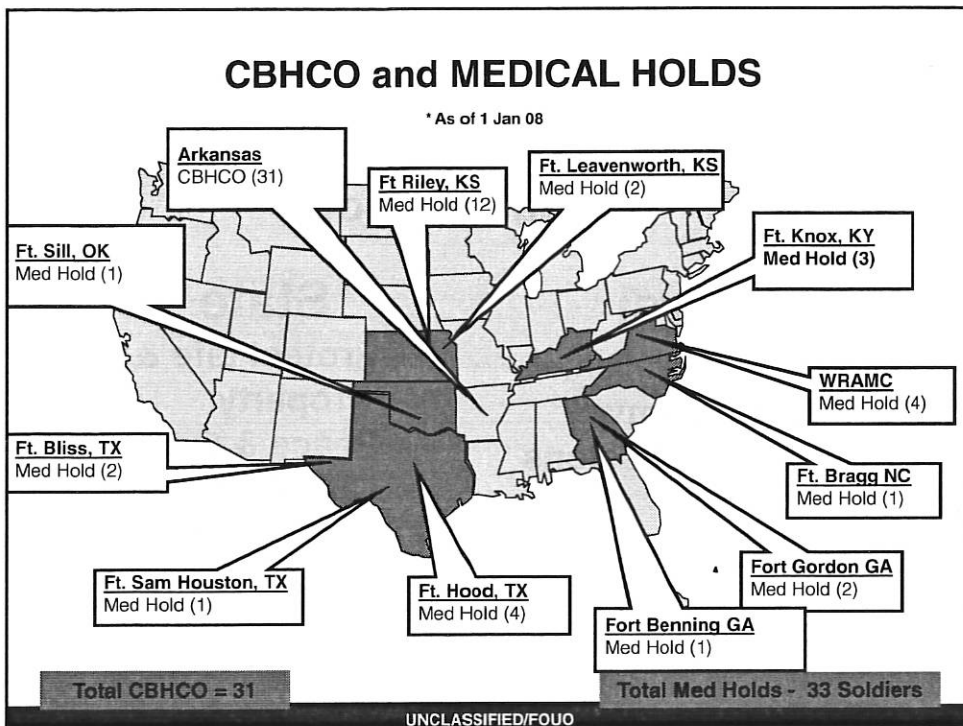 CBHCO and MEDICAL HOLDS
* As of 1 Jan 08
Arkansas
CBHCO (31)
Ft Riley, KS
Med Hold (12)
Ft. Leavenworth, KS
Med Hold (2)
Ft. Sill, OK
Med Hold (1)
Ft. Knox, KY
Med Hold (3)
WRAMC
Med Hold (4)
Ft. Bliss, TX
Med Hold (2)
Ft. Bragg NC
Med Hold (1)
Ft. Sam Houston, TX
Med Hold (1)
Ft. Hood, TX
Med Hold (4)
Fort Gordon GA
Med Hold (2)
Fort Benning GA
Med Hold (1)
Total CBHCO = 31
Total Med Holds - 33 Soldiers
UNCLASSIFIED/FOUO